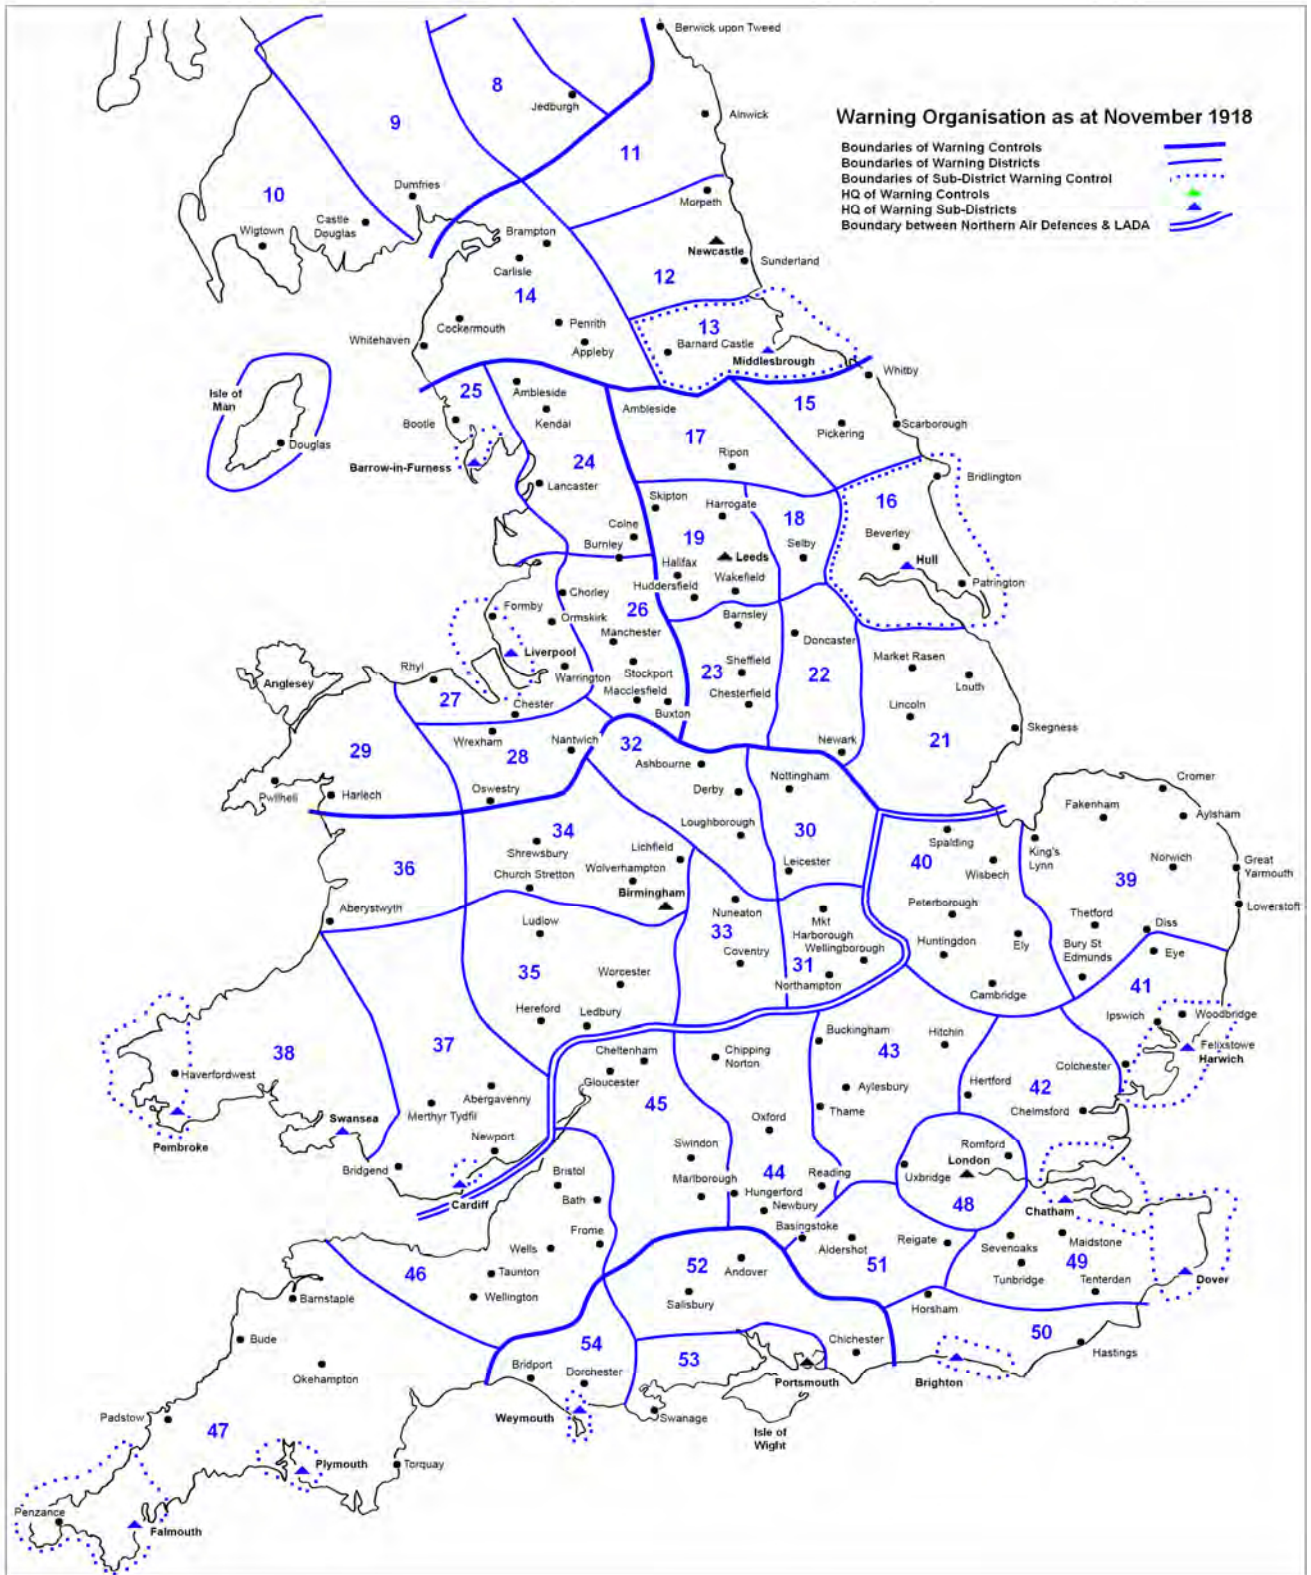 Berwick upon Tweed
8
Jedburgh
9
Alnwick
Warning Organisation as at November 1918
Boundaries of Warning Controls
Boundaries of Warning Districts
Boundaries of Sub-District Warning Control
HQ of Warning Controls
HQ of Warning Sub-Districts
Boundary between Northern Air Defences & LADA
11
10
Dumfries
Morpeth
Castle
Douglas
Wigtown
Brampton
Newcastle
Sunderland
Carlisle
12
14
Cockermouth
Penrith
13
Whitehaven
Appleby
Barnard Castle
Middlesbrough
Whitby
Isle of
Man
25
Ambleside
Ambleside
15
Bootle
Kendal
Pickering
Scarborough
Douglas
17
Ripon
Barrow-in-Furness
24
Lancaster
Bridlington
Skipton
Harrogate
16
18
Colne
Burnley
19
Selby
Beverley
Leeds
Hull
Halifax
Huddersfield
Wakefield
Patrington
Chorley
Formby
26
Ormskirk
Barnsley
Manchester
Doncaster
Liverpool
Market Rasen
Rhyl
Stockport
23
Sheffield
22
Anglesey
Warrington
Louth
27
Macclesfield
Chesterfield
Chester
Buxton
Lincoln
Skegness
Wrexham
Nantwich
32
Newark
21
29
28
Ashbourne
Nottingham
Cromer
Pwllheli
Harlech
Oswestry
Derby
Fakenham
Aylsham
34
Loughborough
30
Spalding
King's
Lynn
Shrewsbury
Lichfield
40
Norwich
Great
Yarmouth
36
Church Stretton
Wolverhampton
Leicester
Wisbech
39
Birmingham
Aberystwyth
Nuneaton
Peterborough
Lowerstoft
Ludlow
33
Mkt
Harborough
Thetford
Diss
Wellingborough
Huntingdon
Ely
Bury St
Edmunds
Eye
35
Coventry
31
Worcester
Northampton
Cambridge
41
Hereford
Ledbury
Ipswich
Woodbridge
38
37
Cheltenham
Chipping
Norton
Buckingham
Hitchin
43
Felixstowe
Harwich
Haverfordwest
Gloucester
Colchester
Abergavenny
45
Aylesbury
Hertford
42
Merthyr Tydfil
Thame
Chelmsford
Swansea
Oxford
Pembroke
Newport
Swindon
Romford
Bridgend
Bristol
44
Reading
London
Marlborough
Uxbridge
Cardiff
Bath
Hungerford
48
Newbury
Chatham
Frome
Basingstoke
Wells
Aldershot
Reigate
Sevenoaks
Maidstone
46
Taunton
52
51
49
Andover
Tunbridge
Dover
Barnstaple
Wellington
Salisbury
Tenterden
Horsham
Bude
54
Chichester
50
Okehampton
Bridport
53
Hastings
Dorchester
Portsmouth
Brighton
Padstow
Weymouth
Swanage
47
Isle of
Wight
Plymouth
Torquay
Penzance
Falmouth